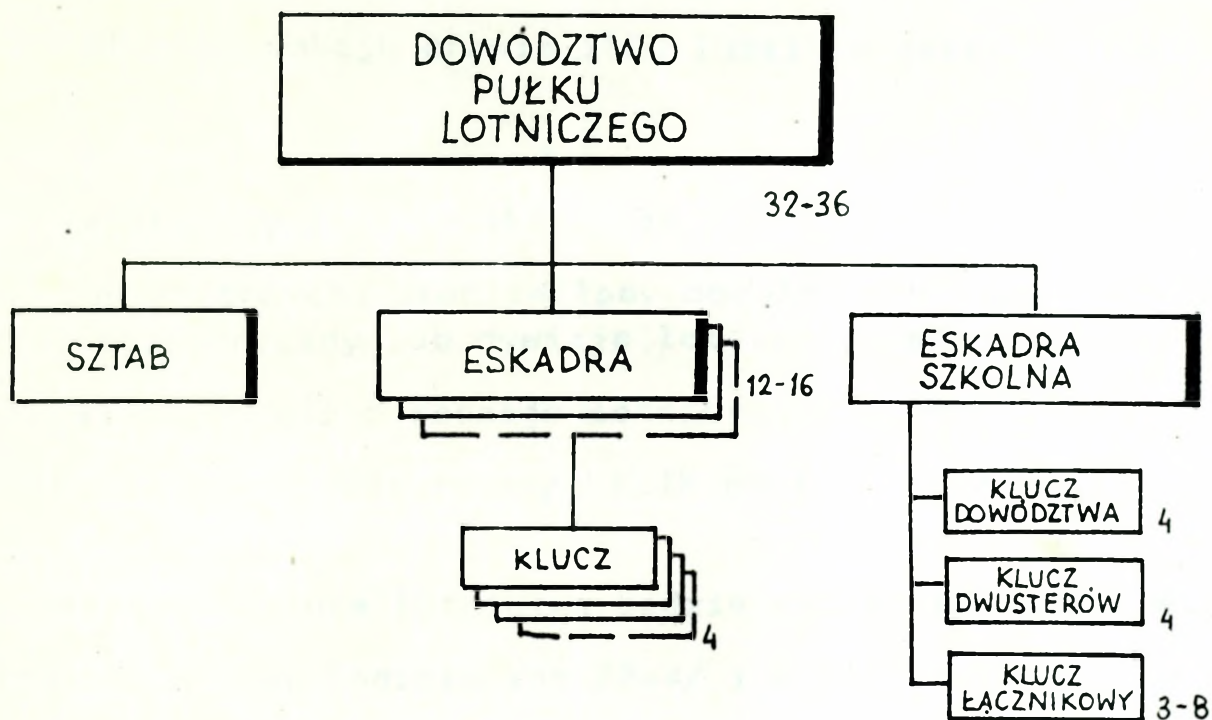 DOWÓDZTWO
PUŁKU
LOTNICZEGO
32-36
SZTAB
ESKADRA
12-16
ESKADRA
SZKOLNA
KLUCZ
4
KLUCZ
DOWÓDZTWA
4
KLUCZ
DWUSTERÓW
4
KLUCZ
ŁĄCZNIKOWY
3-8